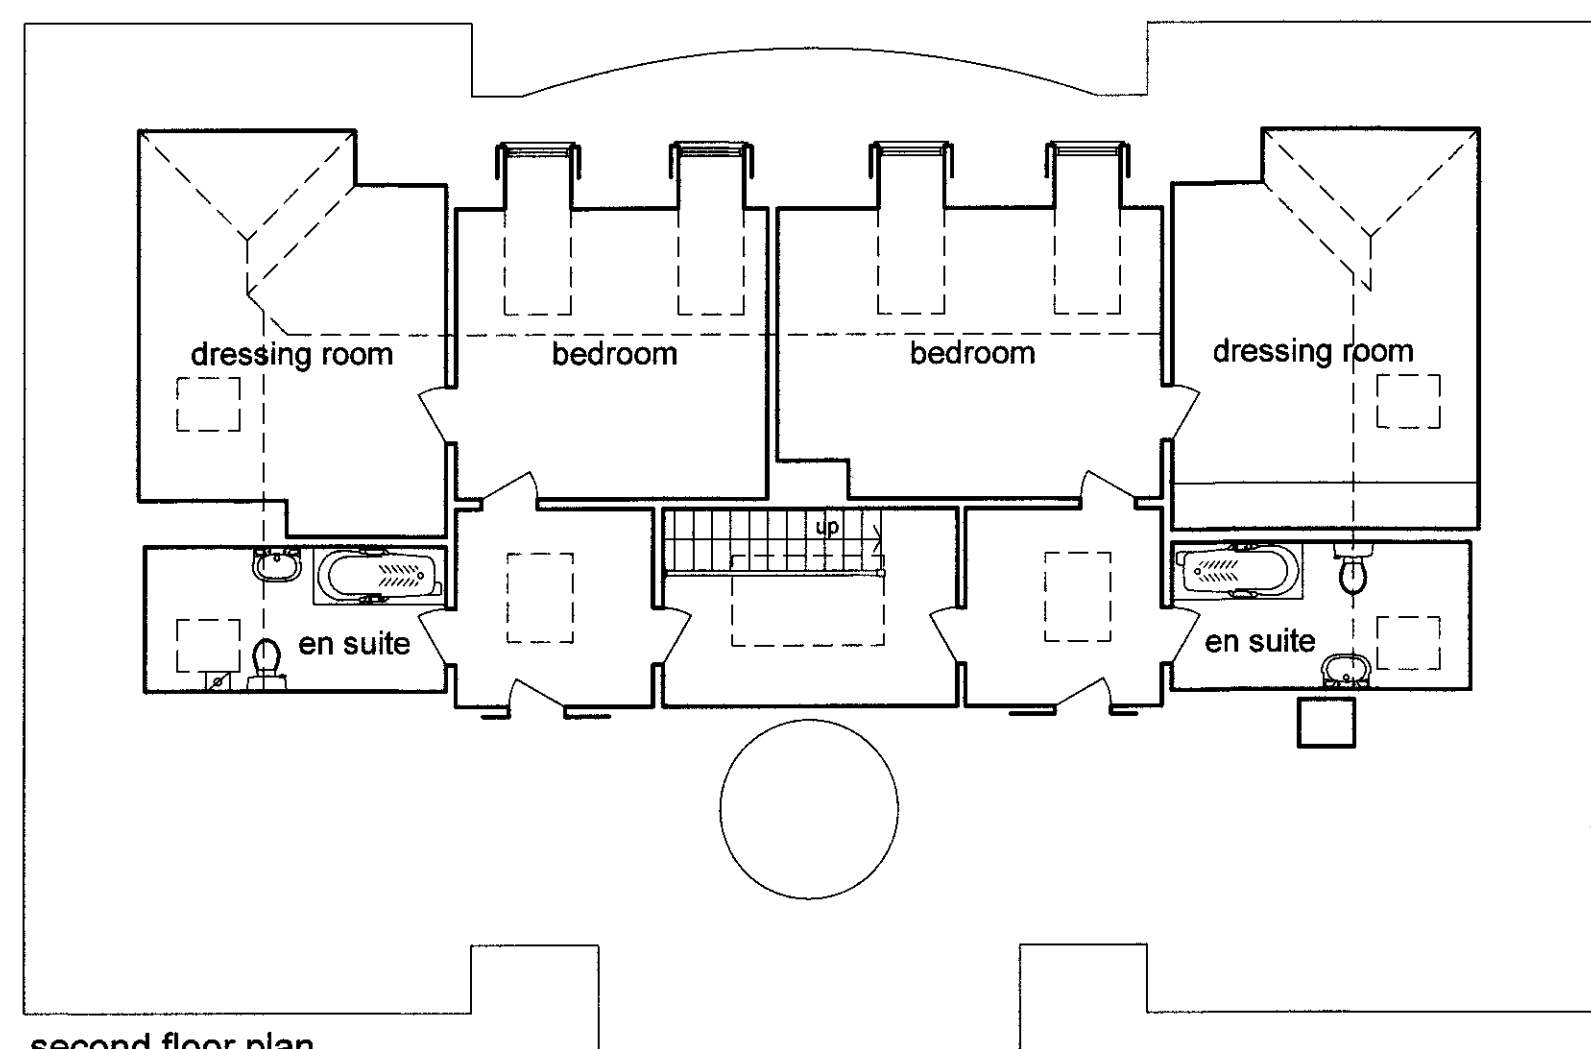 dressing room
bedroom
bedroom
dressing room
up
en suite
en suite
second floor plan